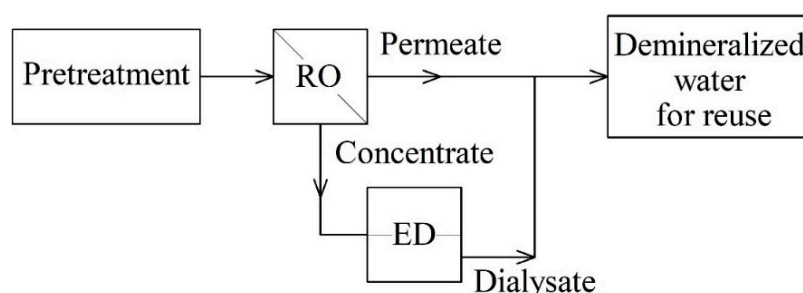 Pretreatment
RO
Permeate
Demineralized
water
for reuse
Concentrate
ED
Dialysate